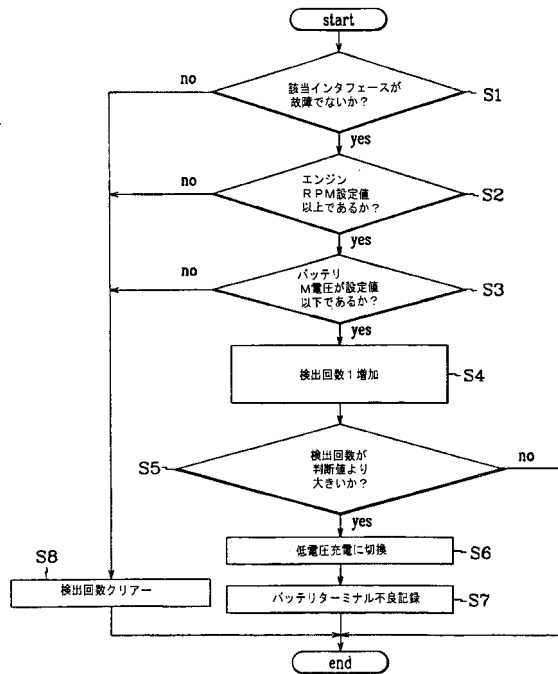 start
no
該当インタフェースが
故障でないか?
S1
yes
no
エンジン
RPM設定値
以上であるか?
S2
yes
no
バッテリ
M電圧が設定値
以下であるか?
S3
yes
検出回数1増加
S4
S5
検出回数が
判断値より
大きいか?
no
yes
低電圧充電に切換
S6
S8
検出回数クリアー
バッテリターミナル不良記録
S7
end